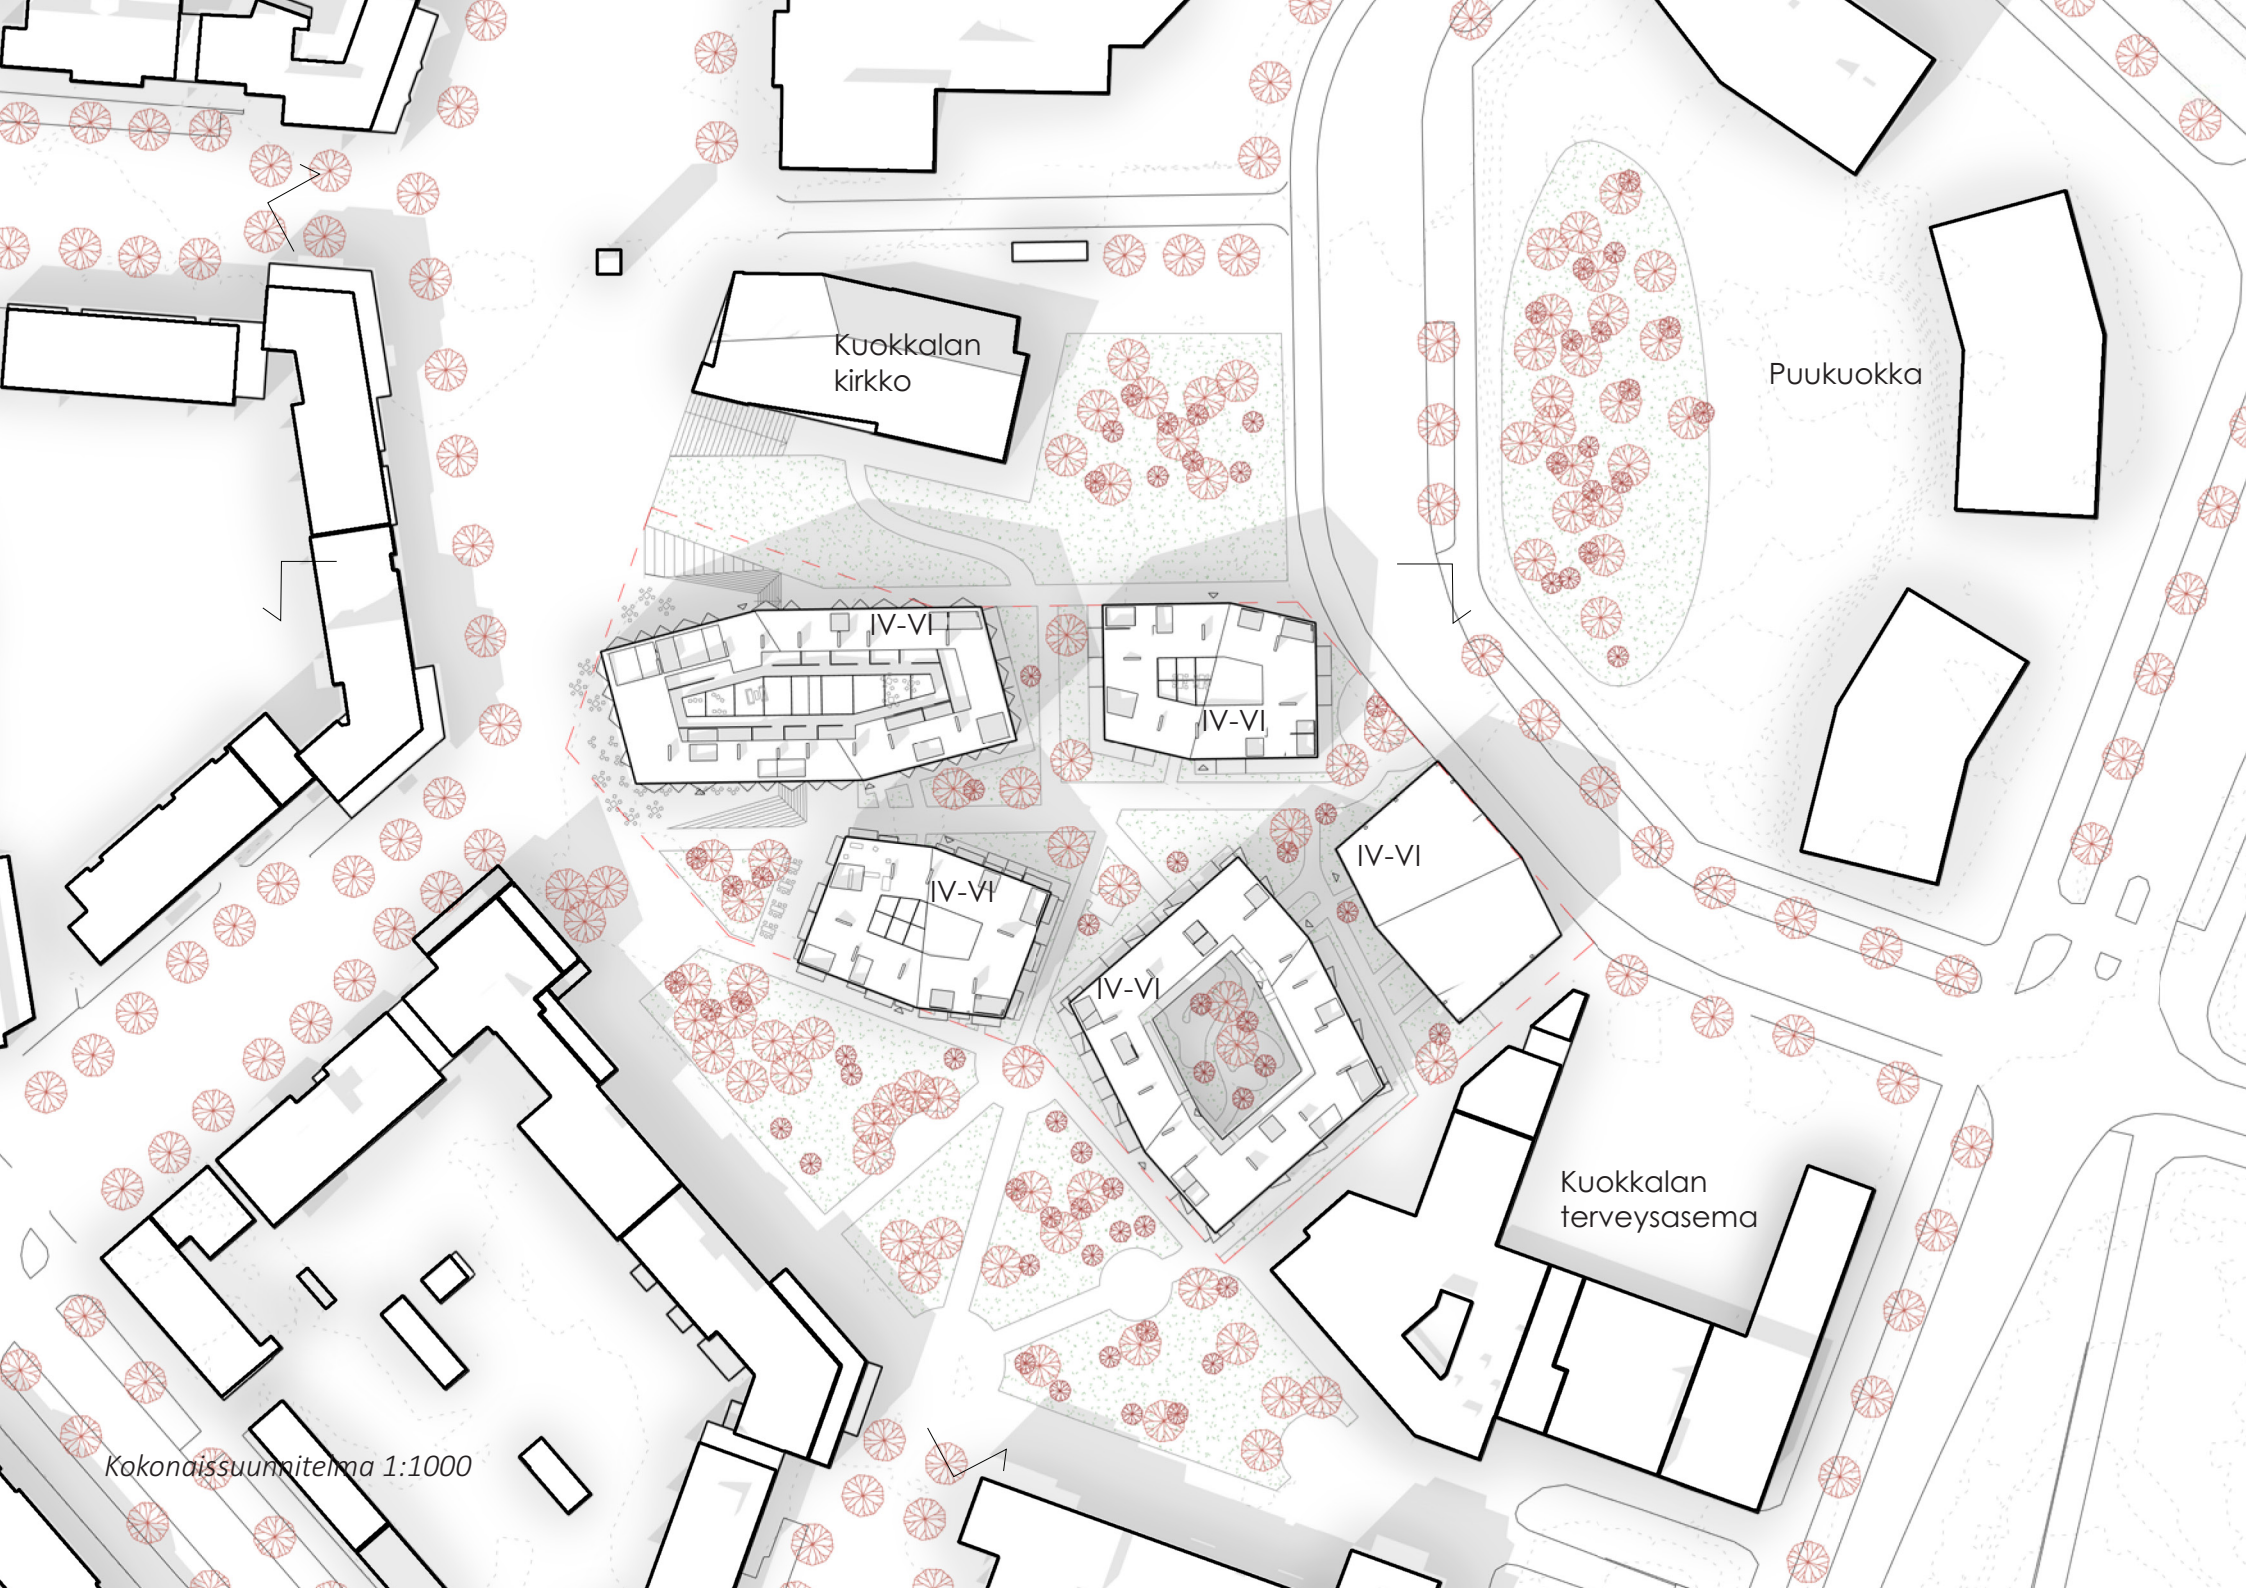 Kuokkalan
kirkko
Puukuokka
IV-VI
IV-VI
IV-VI
IV-VI
IV-VI
Kuokkalan
terveysasema
Kokonaissuunnitelma 1:1000